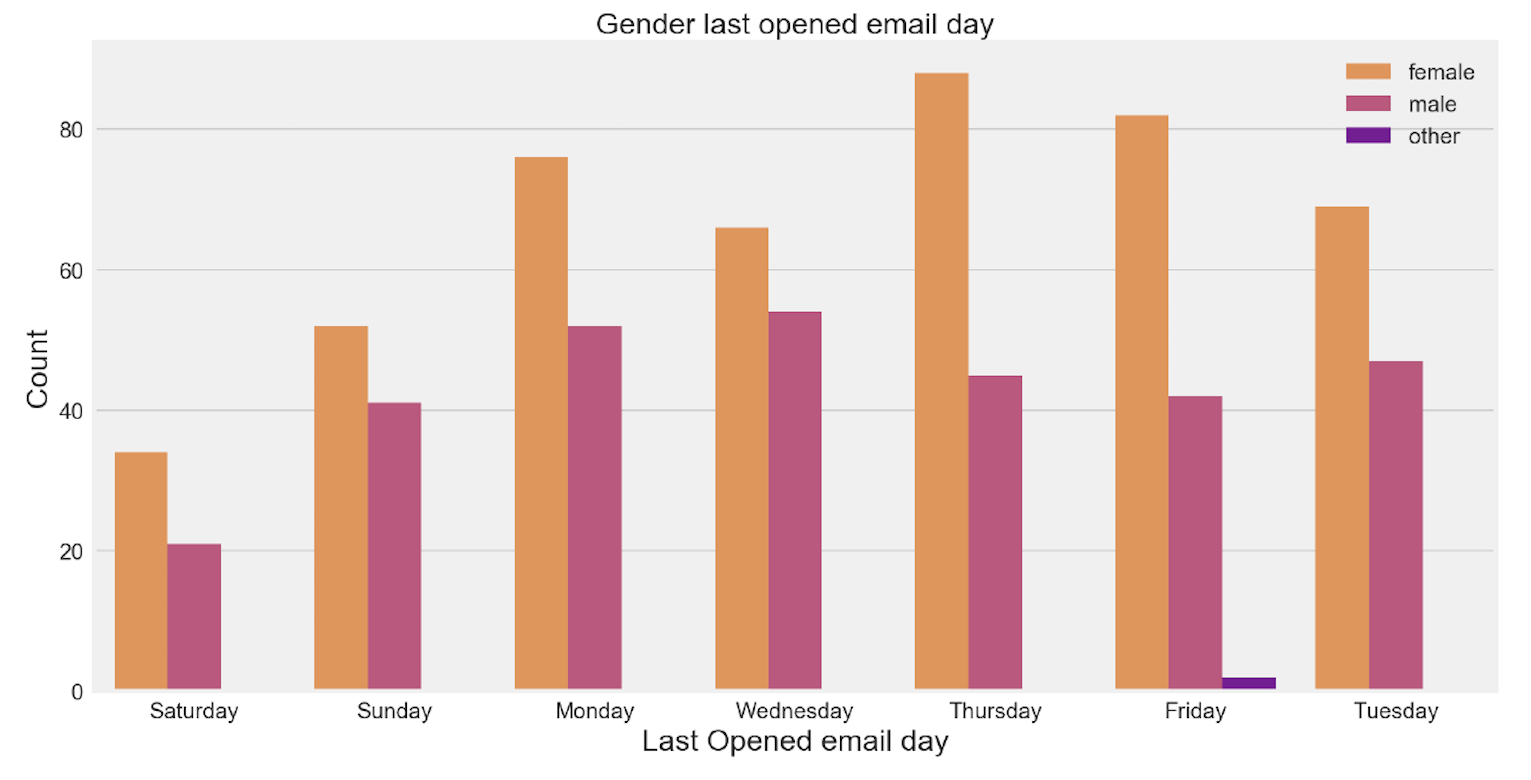 Gender last opened email day
female
male
other
80
60
40
20
0
Count
Saturday Sunday Monday Wednesday Thursday Friday Tuesday
Last Opened email day